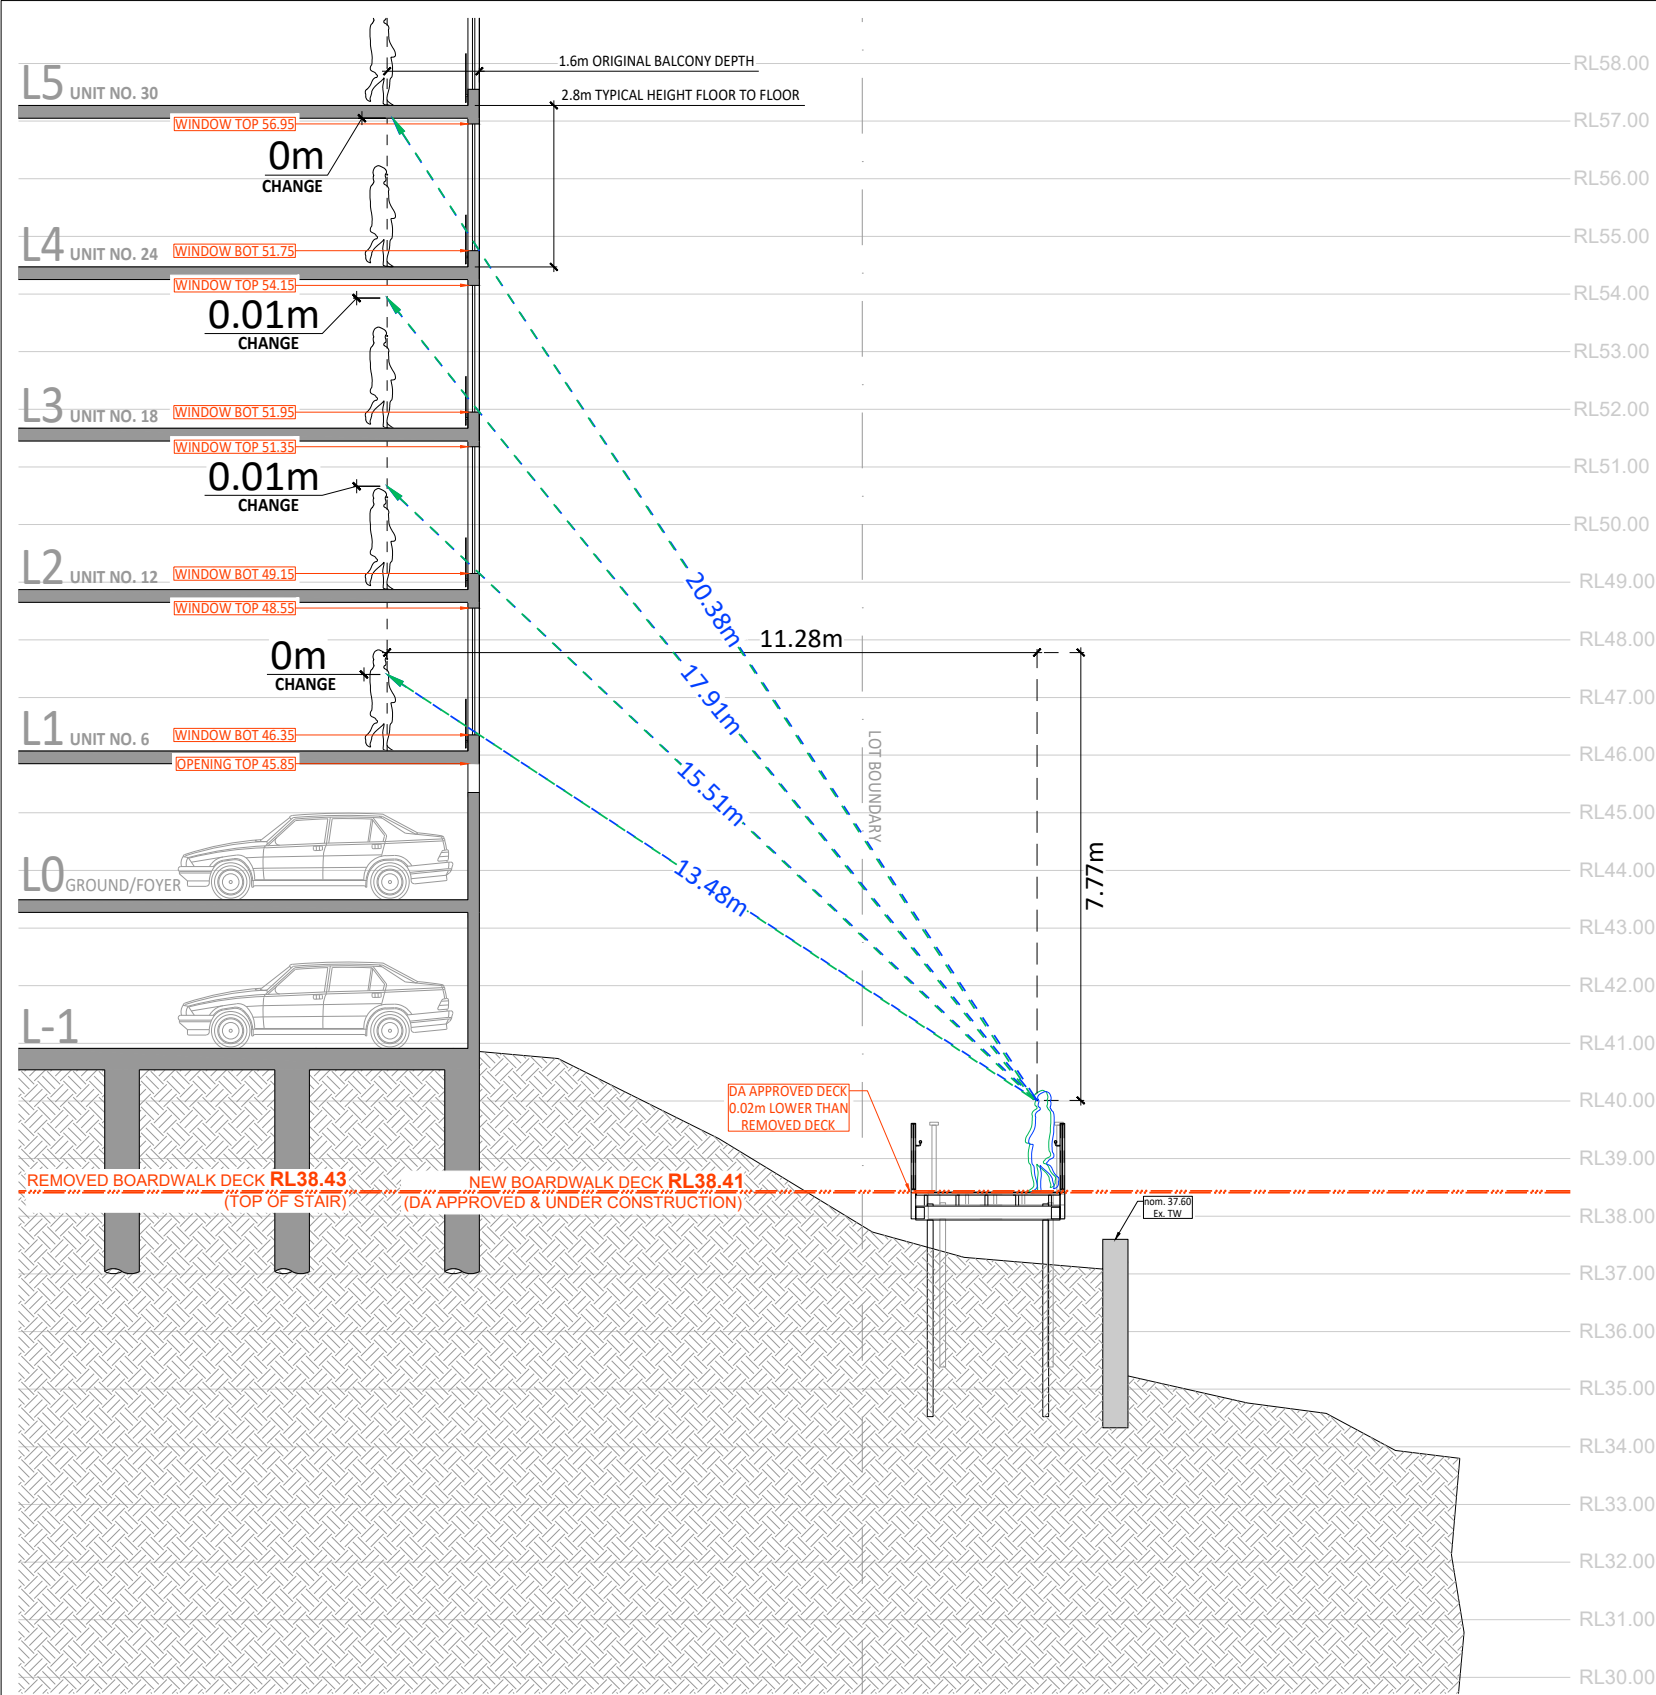 1.6m ORIGINAL BALCONY DEPTH
RL58.00
L5 UNIT NO. 30
2.8m TYPICAL HEIGHT FLOOR TO FLOOR
WINDOW TOP 56.95
RL57.00
0m
CHANGE
RL56.00
L4 UNIT NO. 24
WINDOW BOT 51.75
RL55.00
WINDOW TOP 54.15
RL54.00
0.01m
CHANGE
RL53.00
L3 UNIT NO. 18
WINDOW BOT 51.95
RL52.00
WINDOW TOP 51.35
RL51.00
0.01m
CHANGE
RL50.00
L2 UNIT NO. 12
WINDOW BOT 49.15
RL49.00
WINDOW TOP 48.55
20.38m
11.28m
RL48.00
0m
CHANGE
17.91m
RL47.00
L1 UNIT NO. 6
WINDOW BOT 46.35
RL46.00
OPENING TOP 45.85
15.51m
LOT BOUNDARY
RL45.00
L0 GROUND/FOYER
13.48m
7.77m
RL44.00
RL43.00
RL42.00
L-1
RL41.00
DA APPROVED DECK
0.02m LOWER THAN
REMOVED DECK
RL40.00
RL39.00
REMOVED BOARDWALK DECK RL38.43
(TOP OF STAIR)
NEW BOARDWALK DECK RL38.41
(DA APPROVED & UNDER CONSTRUCTION)
nom. 37.60
Ex. TW
RL38.00
RL37.00
RL36.00
RL35.00
RL34.00
RL33.00
RL32.00
RL31.00
RL30.00